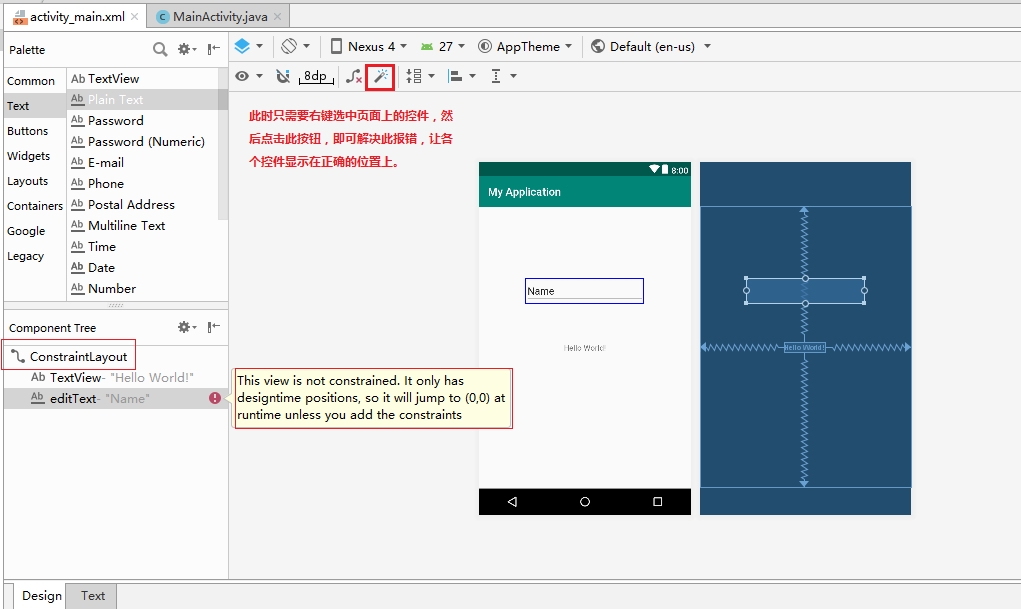 activity_main.xml
MainActivity.java
Palette
Nexus 4
27
AppTheme
Default (en-us)
8dp
Common
Text
Buttons
Widgets
Layouts
Containers
Google
Legacy
Ab TextView
Ab Plain Text
Ab Password
Ab Password (Numeric)
Ab E-mail
Ab Phone
Ab Postal Address
Ab Multiline Text
Ab Time
Ab Date
Ab Number
此时只需要右键选中页面上的控件，然
后点击此按钮，即可解决此报错，让各
个控件显示在正确的位置上。
8:00
My Application
Name
Hello World!
Hello World!
Component Tree
ConstraintLayout
Ab TextView- "Hello World!"
Ab editText- "Name"
This view is not constrained. It only has
designtime positions, so it will jump to (0,0) at
runtime unless you add the constraints
Design
Text